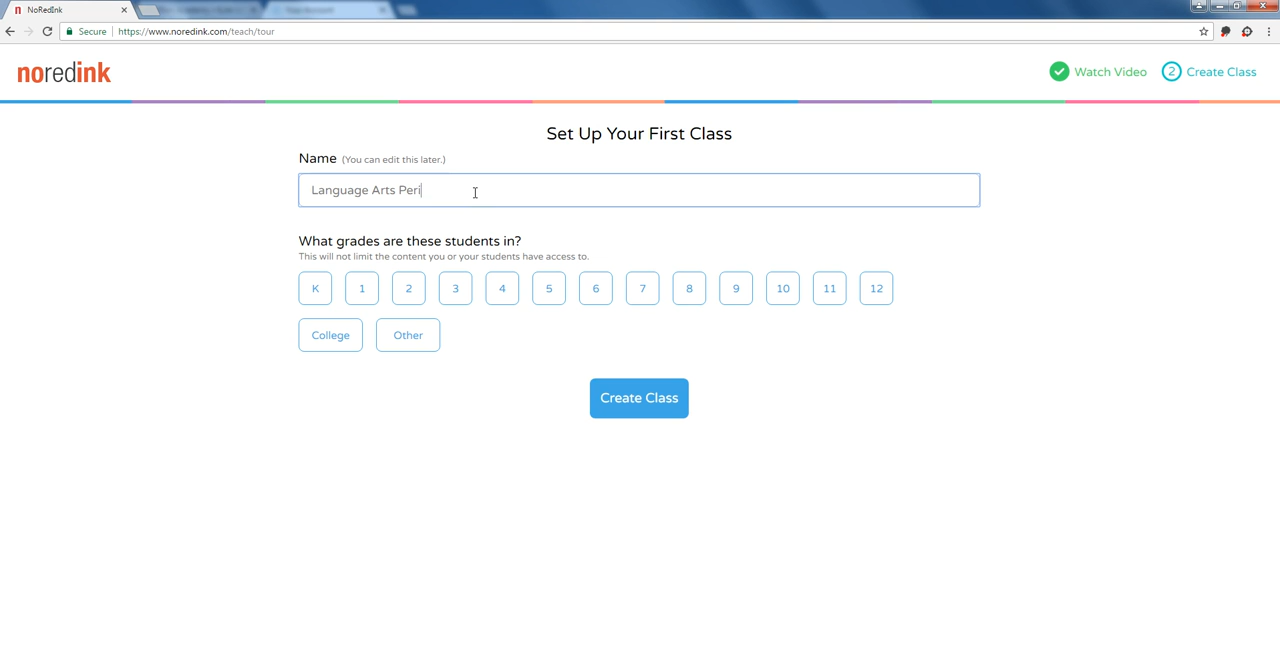 NoRedInk
Secure https://www.noredink.com/teach/tour
noredink
Watch Video 2 Create Class
Set Up Your First Class
Name (You can edit this later.)
Language Arts Peri
What grades are these students in?
This will not limit the content you or your students have access to.
K 1 2 3 4 5 6 7 8 9 10 11 12
College Other
Create Class